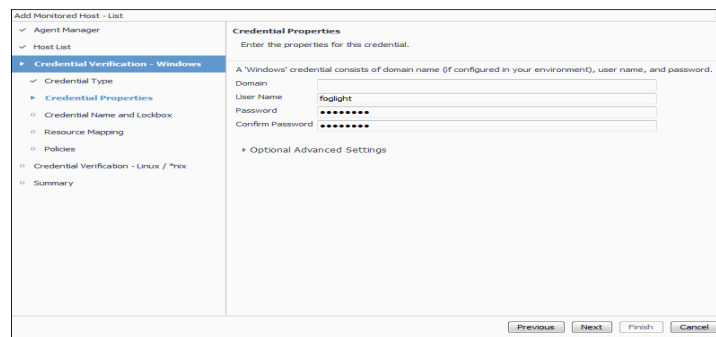 Add Monitored Host - List
Agent Manager
Host List
Credential Verification - Windows
Credential Type
Credential Properties
Credential Name and Lockbox
Resource Mapping
Policies
Credential Verification - Linux / *nix
Summary
Credential Properties
Enter the properties for this credential.
A 'Windows' credential consists of domain name (if configured in your environment), user name, and password.
Domain
User Name foglight
Password ••••••••
Confirm Password ••••••••
Optional Advanced Settings
Previous Next Finish Cancel